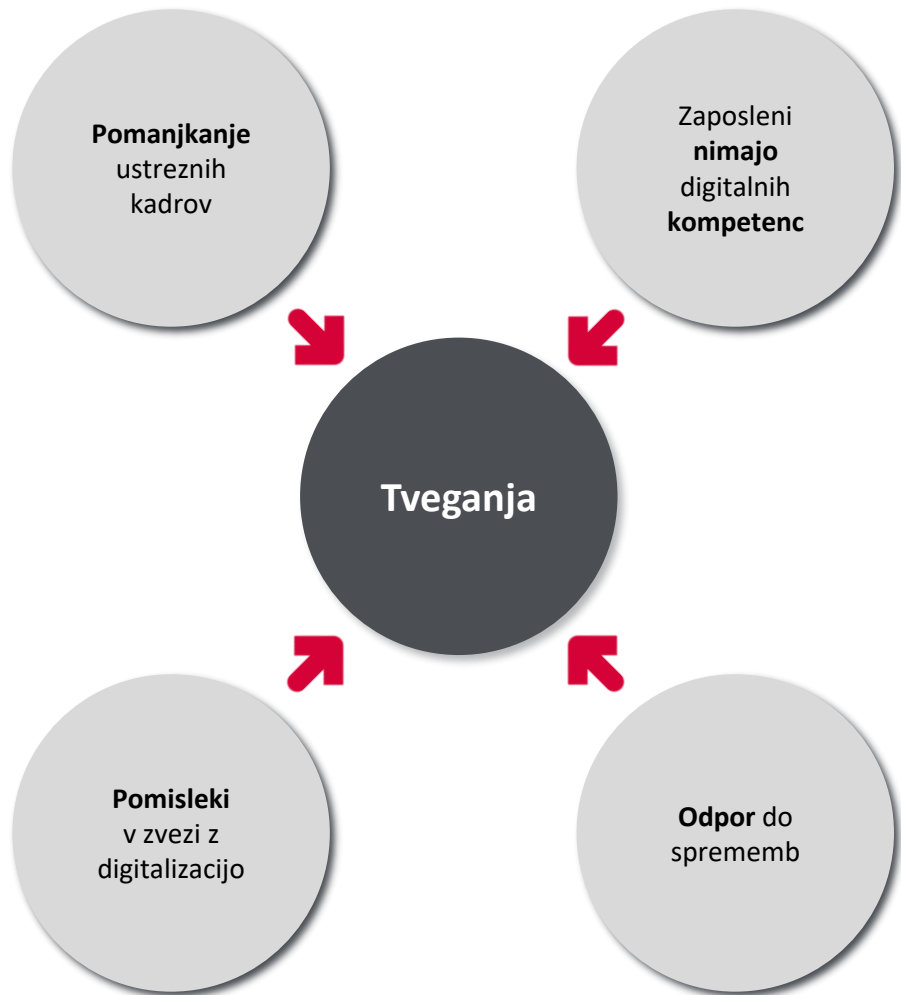 Pomanjkanje
ustreznih
kadrov
Zaposleni
nimajo
digitalnih
kompetenc
Tveganja
Pomisleki
v zvezi z
digitalizacijo
Odpor do
sprememb